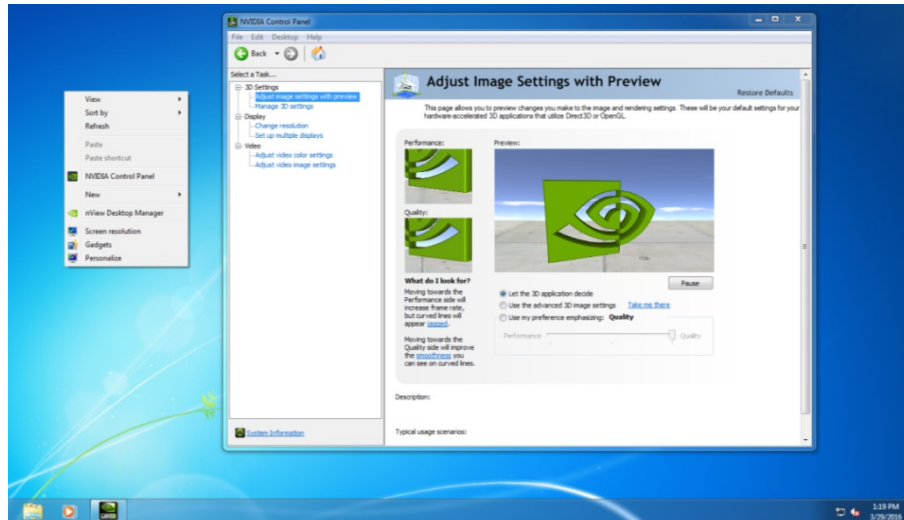 NVIDIA Control Panel
File Edit Desktop Help
Back
Select a Task...
3D Settings
Adjust image settings with preview
Manage 3D settings
Display
Change resolution
Set up multiple displays
Video
Adjust video color settings
Adjust video image settings
System Information
Adjust Image Settings with Preview
Restore Defaults
This page allows you to preview changes you make to the image and rendering settings. These will be your default settings for your
hardware-accelerated 3D applications that utilize Direct3D or OpenGL.
Performance:
Quality:
What do I look for?
Moving towards the
Performance side will
increase frame rate,
but curved lines will
appear jagged.
Moving towards the
Quality side will improve
the smoothness you
can see on curved lines.
Preview:
Pause
Let the 3D application decide
Use the advanced 3D image settings Take me there
Use my preference emphasizing: Quality
Performance Quality
Description:
Typical usage scenarios:
View
Sort by
Refresh
Paste
Paste shortcut
NVIDIA Control Panel
New
nView Desktop Manager
Screen resolution
Gadgets
Personalize
1:19 PM
3/29/2016